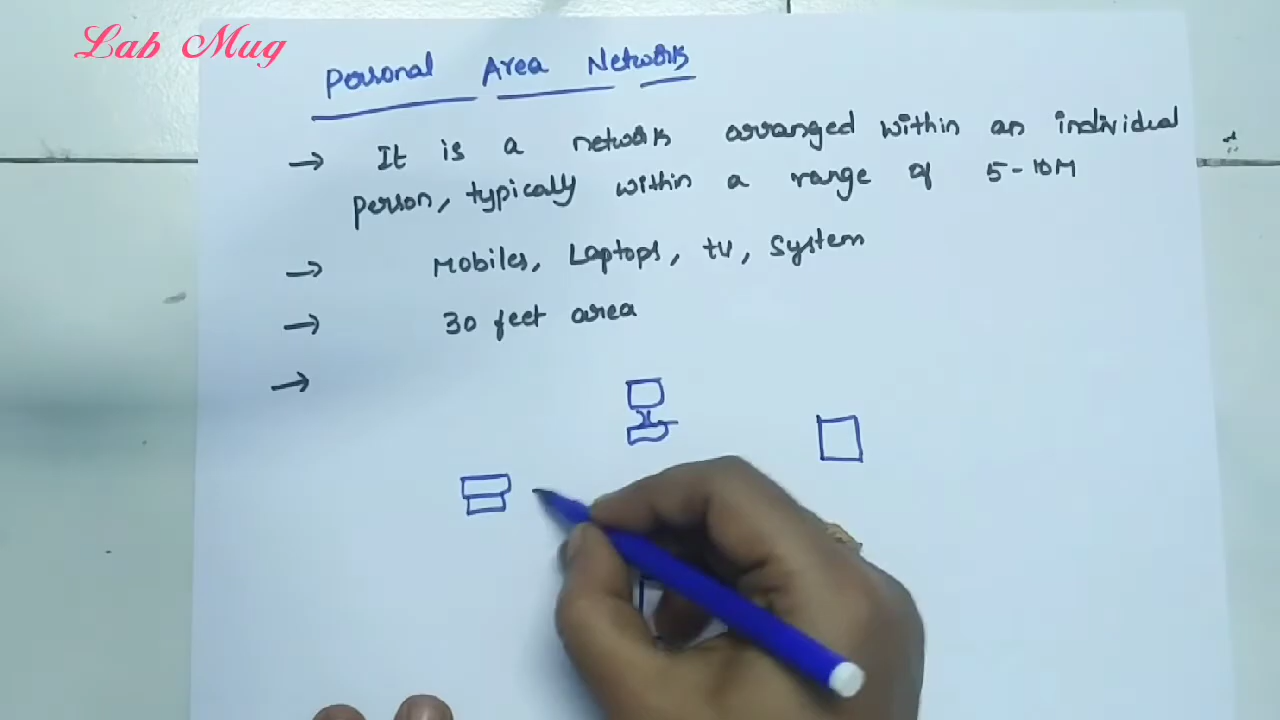 Lab Mug
Personal Area Network
→ It is a network arranged within an individual
person, typically within a range of 5-10M
→ Mobiles, Laptops, tv, System
→ 30 feet area
→